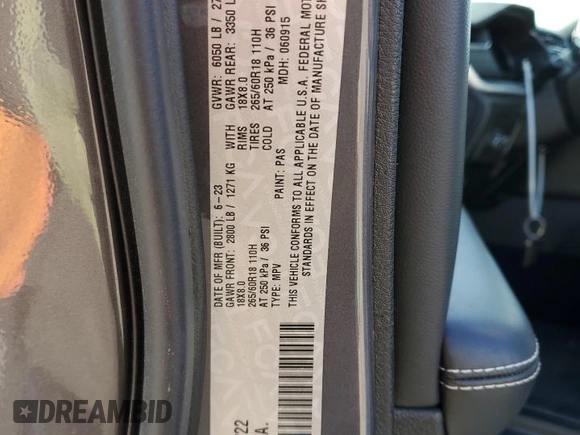 GVWR: 6050 LB / 27
DATE OF MFR (BUILT): 6-23
GAWR FRONT: 2800 LB / 1271 KG WITH GAWR REAR: 3350
18X8.0 RIMS 18X8.0
265/60R18 110H TIRES 265/60R18 110H
AT 250 kPa / 36 PSI COLD AT 250 kPa / 36 PSI
TYPE: MPV PAINT: PAS MDH: 060915
THIS VEHICLE CONFORMS TO ALL APPLICABLE U.S.A. FEDERAL MOTOR
STANDARDS IN EFFECT ON THE DATE OF MANUFACTURE
22
A.
DREAMBID